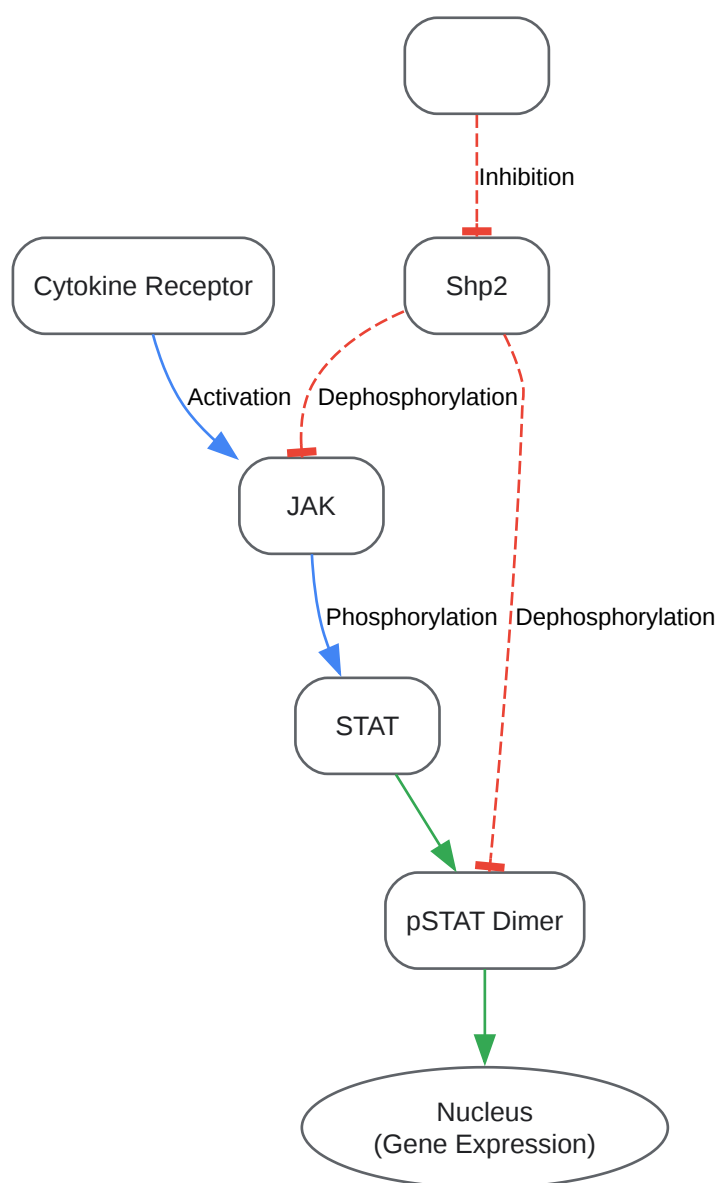 Inhibition
Cytokine Receptor
Shp2
Activation
Dephosphorylation
JAK
Phosphorylation
Dephosphorylation
STAT
pSTAT Dimer
Nucleus
(Gene Expression)